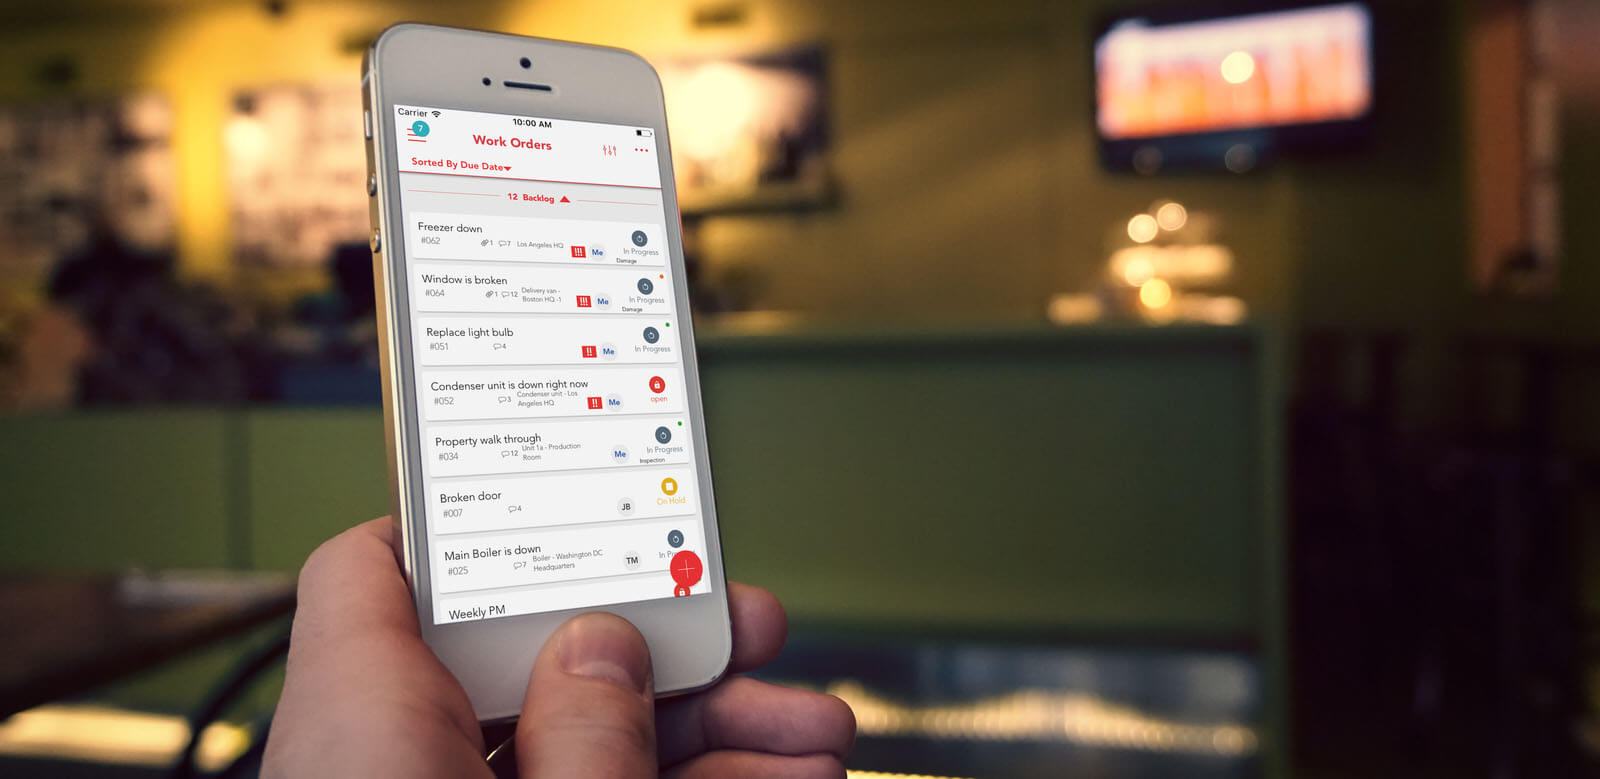 Carrier
10:00 AM
7
Work Orders
Sorted By Due Date
12 Backlog
Freezer down
#062
1
7
Los Angeles HQ
!!!
Me
In Progress
Damage
Window is broken
#064
1
12
Delivery van -
Boston HQ -1
!!!
Me
In Progress
Damage
Replace light bulb
#051
4
!!
Me
In Progress
Condenser unit is down right now
#052
3
Condenser unit - Los
Angeles HQ
!!
Me
open
Property walk through
#034
12
Unit 1a - Production
Room
Me
In Progress
Inspection
Broken door
#007
4
JB
On Hold
Main Boiler is down
#025
7
Boiler - Washington DC
Headquarters
TM
In Pr
Weekly PM